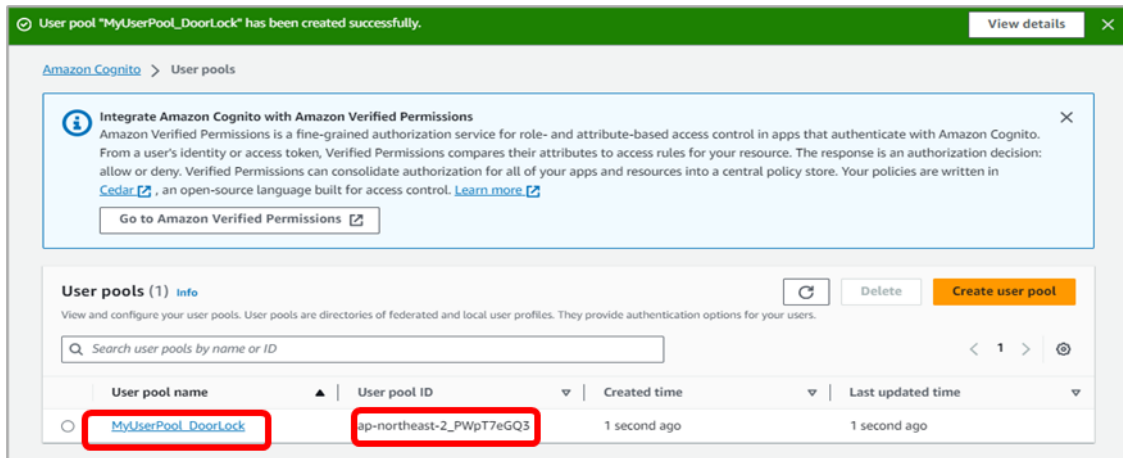 User pool "MyUserPool_DoorLock" has been created successfully. View details
Amazon Cognito > User pools
Integrate Amazon Cognito with Amazon Verified Permissions
Amazon Verified Permissions is a fine-grained authorization service for role- and attribute-based access control in apps that authenticate with Amazon Cognito.
From a user's identity or access token, Verified Permissions compares their attributes to access rules for your resource. The response is an authorization decision:
allow or deny. Verified Permissions can consolidate authorization for all of your apps and resources into a central policy store. Your policies are written in
Cedar , an open-source language built for access control. Learn more
Go to Amazon Verified Permissions
User pools (1) Info Delete Create user pool
View and configure your user pools. User pools are directories of federated and local user profiles. They provide authentication options for your users.
Search user pools by name or ID < 1 >
User pool name User pool ID Created time Last updated time
MyUserPool_DoorLock ap-northeast-2_PWpT7eGQ3 1 second ago 1 second ago